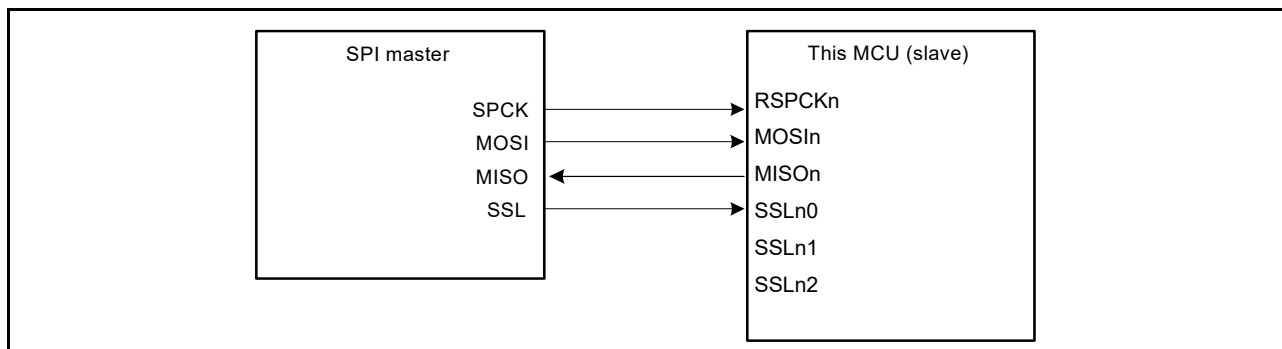 SPI master
SPCK
MOSI
MISO
SSL
This MCU (slave)
RSPCKn
MOSIn
MISOn
SSLn0
SSLn1
SSLn2